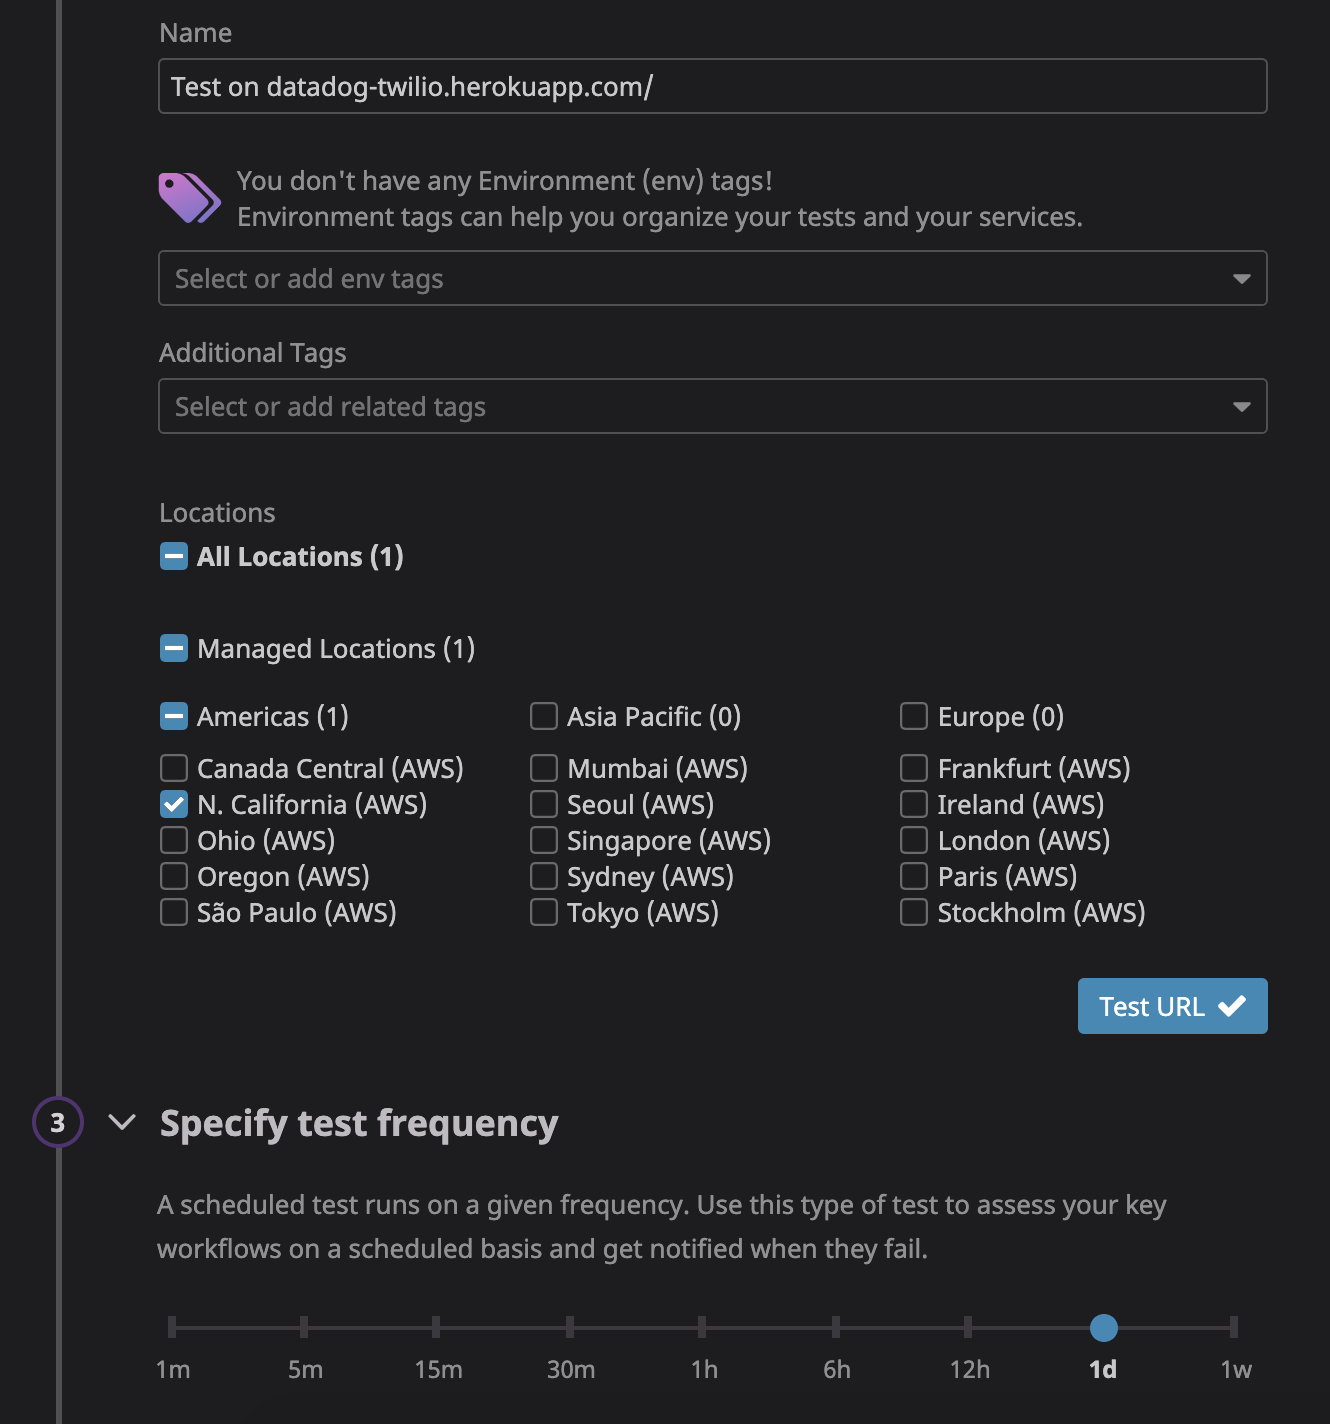 Name
Test on datadog-twilio.herokuapp.com/
You don't have any Environment (env) tags!
Environment tags can help you organize your tests and your services.
Select or add env tags
Additional Tags
Select or add related tags
Locations
All Locations (1)
Managed Locations (1)
Americas (1) Asia Pacific (0) Europe (0)
Canada Central (AWS) Mumbai (AWS) Frankfurt (AWS)
N. California (AWS) Seoul (AWS) Ireland (AWS)
Ohio (AWS) Singapore (AWS) London (AWS)
Oregon (AWS) Sydney (AWS) Paris (AWS)
São Paulo (AWS) Tokyo (AWS) Stockholm (AWS)
Test URL
3 Specify test frequency
A scheduled test runs on a given frequency. Use this type of test to assess your key
workflows on a scheduled basis and get notified when they fail.
1m 5m 15m 30m 1h 6h 12h 1d 1w